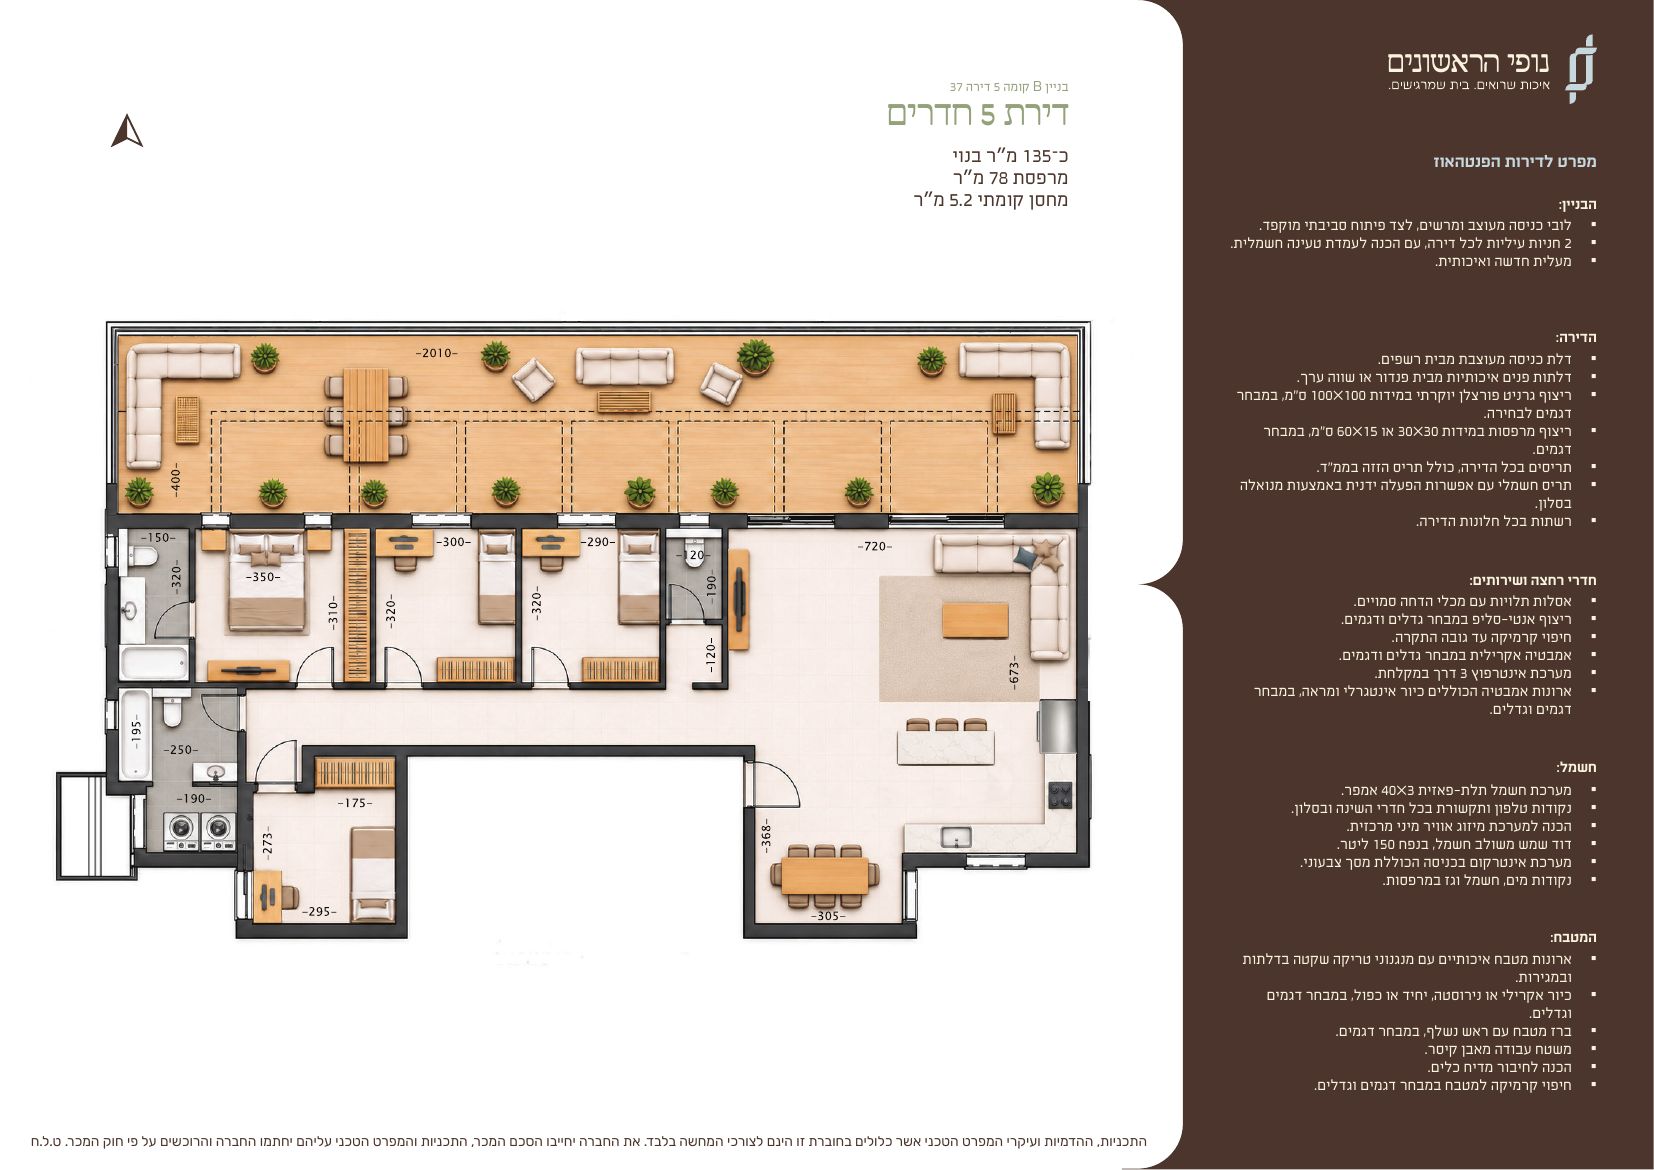 נופי הראשונים
איכות שרואים. בית שמרגישים.
מפרט לדירות הפנטהאוז
הבניין:
▪ לובי כניסה מעוצב ומרשים, לצד פיתוח סביבתי מוקפד.
▪ 2 חניות עיליות לכל דירה, עם הכנה לעמדת טעינה חשמלית.
▪ מעלית חדשה ואיכותית.
הדירה:
▪ דלת כניסה מעוצבת מבית רשפים.
▪ דלתות פנים איכותיות מבית פנדור או שווה ערך.
▪ ריצוף גרניט פורצלן יוקרתי במידות 100X100 ס"מ, במבחר
דגמים לבחירה.
▪ ריצוף מרפסות במידות 30X30 או 60X15 ס"מ, במבחר
דגמים.
▪ תריסים בכל הדירה, כולל תריס הזזה בממ"ד.
▪ תריס חשמלי עם אפשרות הפעלה ידנית באמצעות מנואלה
בסלון.
▪ רשתות בכל חלונות הדירה.
חדרי רחצה ושירותים:
▪ אסלות תלויות עם מכלי הדחה סמויים.
▪ ריצוף אנטי-סליפ במבחר גדלים ודגמים.
▪ חיפוי קרמיקה עד גובה התקרה.
▪ אמבטיה אקרילית במבחר גדלים ודגמים.
▪ מערכת אינטרפוץ 3 דרך במקלחת.
▪ ארונות אמבטיה הכוללים כיור אינטגרלי ומראה, במבחר
דגמים וגדלים.
חשמל:
▪ מערכת חשמל תלת-פאזית 40X3 אמפר.
▪ נקודות טלפון ותקשורת בכל חדרי השינה ובסלון.
▪ הכנה למערכת מיזוג אוויר מיני מרכזית.
▪ דוד שמש משולב חשמל, בנפח 150 ליטר.
▪ מערכת אינטרקום בכניסה הכוללת מסך צבעוני.
▪ נקודות מים, חשמל וגז במרפסות.
המטבח:
▪ ארונות מטבח איכותיים עם מנגנוני טריקה שקטה בדלתות
ובמגירות.
▪ כיור אקרילי או נירוסטה, יחיד או כפול, במבחר דגמים
וגדלים.
▪ ברז מטבח עם ראש נשלף, במבחר דגמים.
▪ משטח עבודה מאבן קיסר.
▪ הכנה לחיבור מדיח כלים.
▪ חיפוי קרמיקה למטבח במבחר דגמים וגדלים.
בניין B קומה 5 דירה 37
דירת 5 חדרים
כ־135 מ"ר בנוי
מרפסת 78 מ"ר
מחסן קומתי 5.2 מ"ר
-2010-
-400-
-150-
-320-
-350-
-310-
-300-
-320-
-290-
-320-
-120-
-190-
-120-
-720-
-673-
-195-
-250-
-190-
-175-
-273-
-295-
-368-
-305-
התכניות, ההדמיות ועיקרי המפרט הטכני אשר כלולים בחוברת זו הינם לצורכי המחשה בלבד. את החברה יחייבו הסכם המכר, התכניות והמפרט הטכני עליהם יחתמו החברה והרוכשים על פי חוק המכר. ט.ל.ח